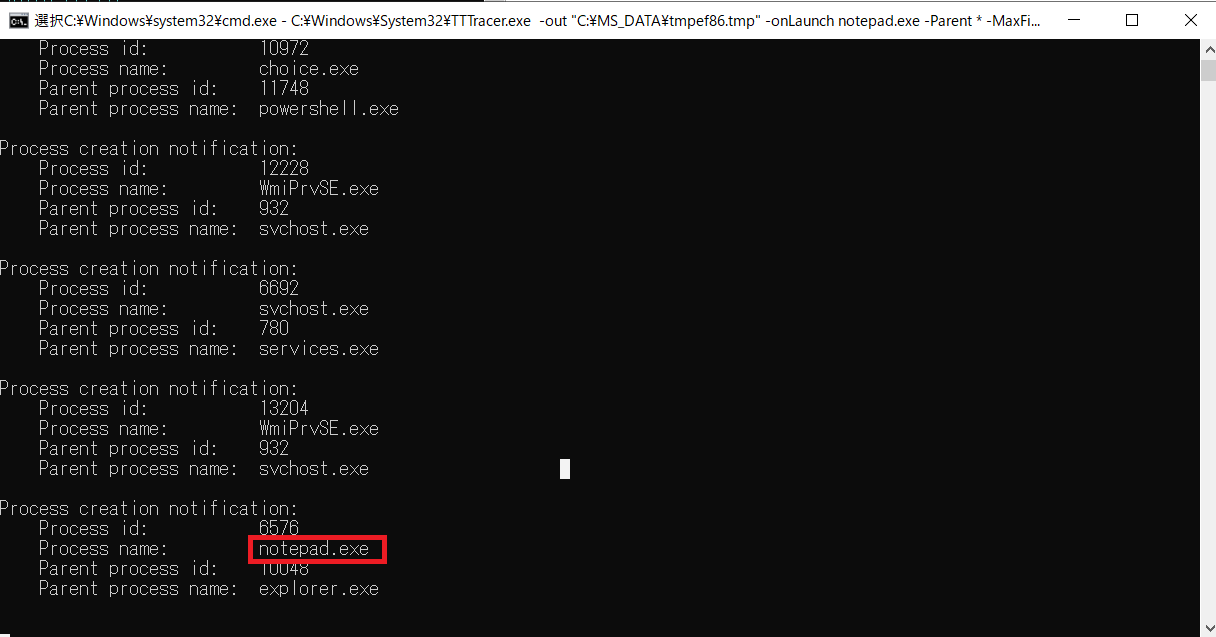 選択C:¥Windows¥system32¥cmd.exe - C:¥Windows¥System32¥TTTracer.exe -out "C:¥MS_DATA¥tmpef86.tmp" -onLaunch notepad.exe -Parent * -MaxFi...
Process id: 10972
Process name: choice.exe
Parent process id: 11748
Parent process name: powershell.exe
Process creation notification:
Process id: 12228
Process name: WmiPrvSE.exe
Parent process id: 932
Parent process name: svchost.exe
Process creation notification:
Process id: 6692
Process name: svchost.exe
Parent process id: 780
Parent process name: services.exe
Process creation notification:
Process id: 13204
Process name: WmiPrvSE.exe
Parent process id: 932
Parent process name: svchost.exe
Process creation notification:
Process id: 6576
Process name: notepad.exe
Parent process id: 10048
Parent process name: explorer.exe